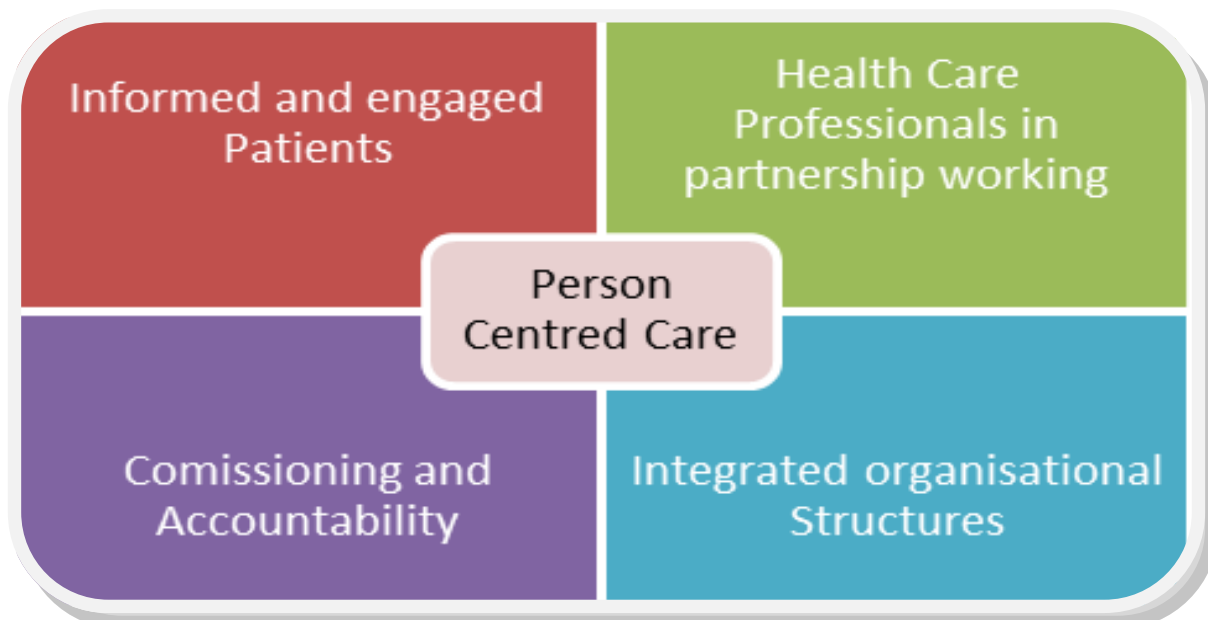 Informed and engaged
Patients
Health Care
Professionals in
partnership working
Person
Centred Care
Comissioning and
Accountability
Integrated organisational
Structures